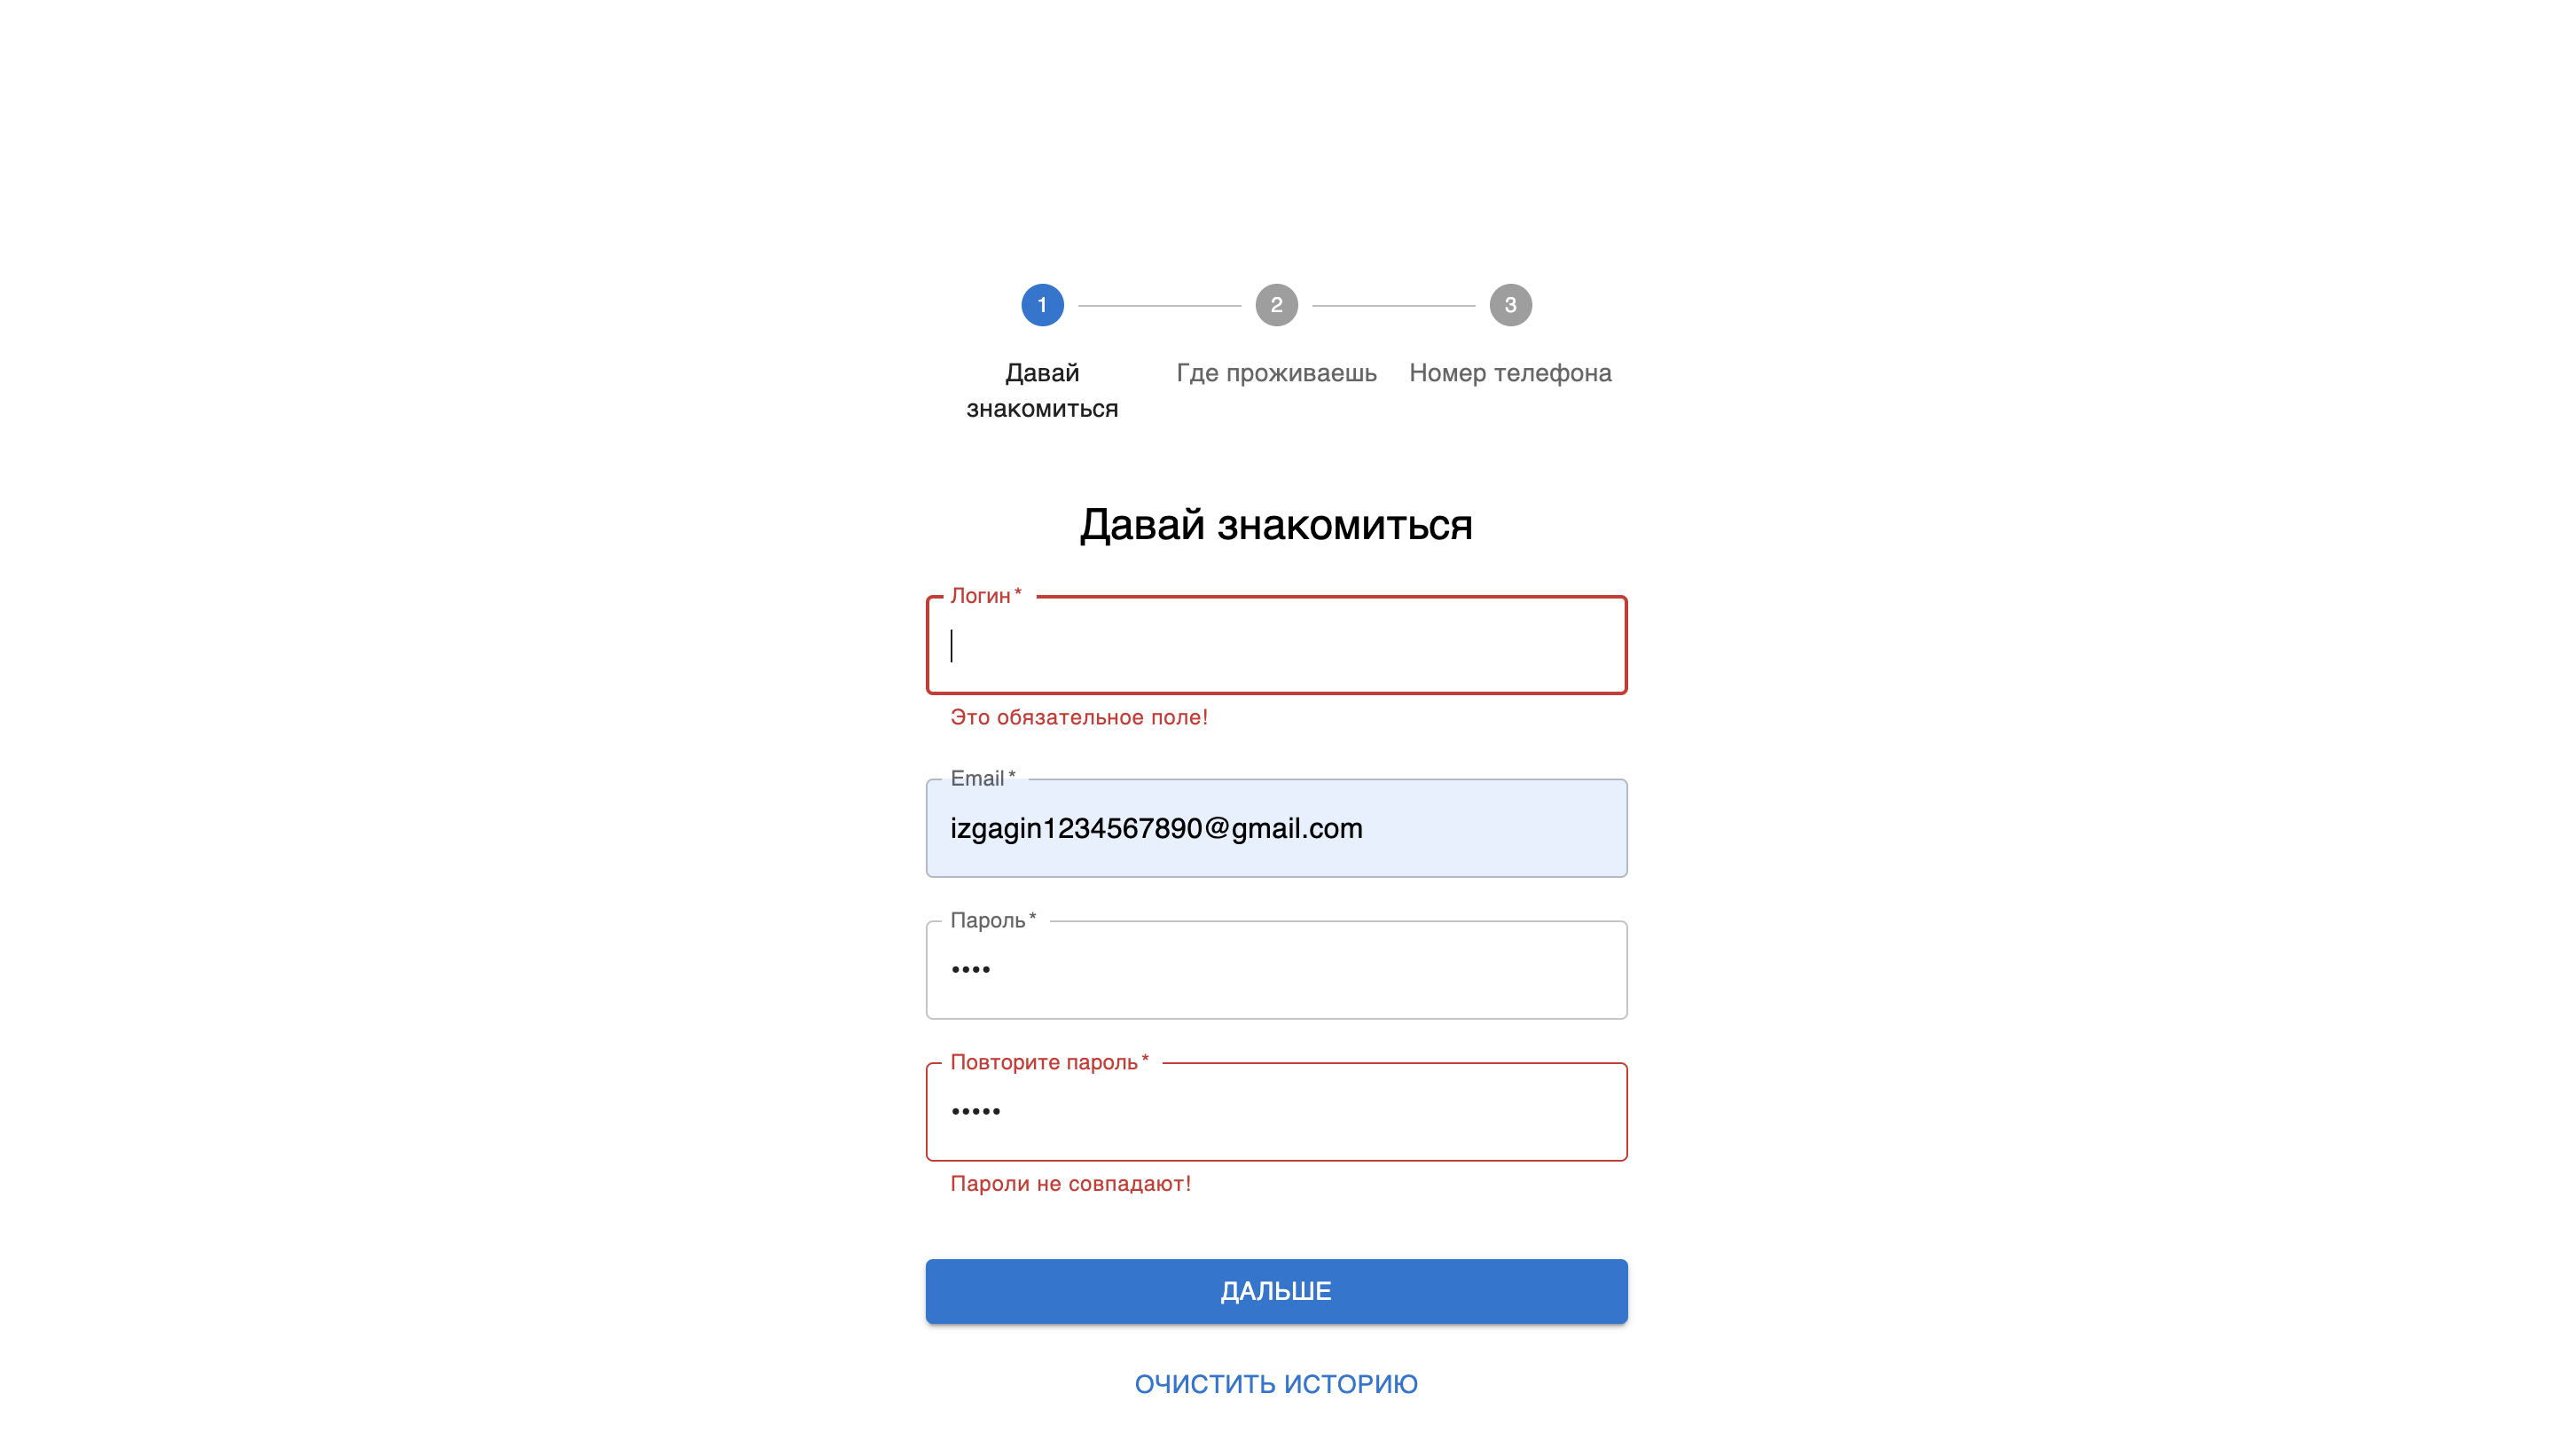 1
2
3
Давай
знакомиться
Где проживаешь
Номер телефона
Давай знакомиться
Логин *
Это обязательное поле!
Email *
izgagin1234567890@gmail.com
Пароль *
••••
Повторите пароль *
•••••
Пароли не совпадают!
ДАЛЬШЕ
ОЧИСТИТЬ ИСТОРИЮ